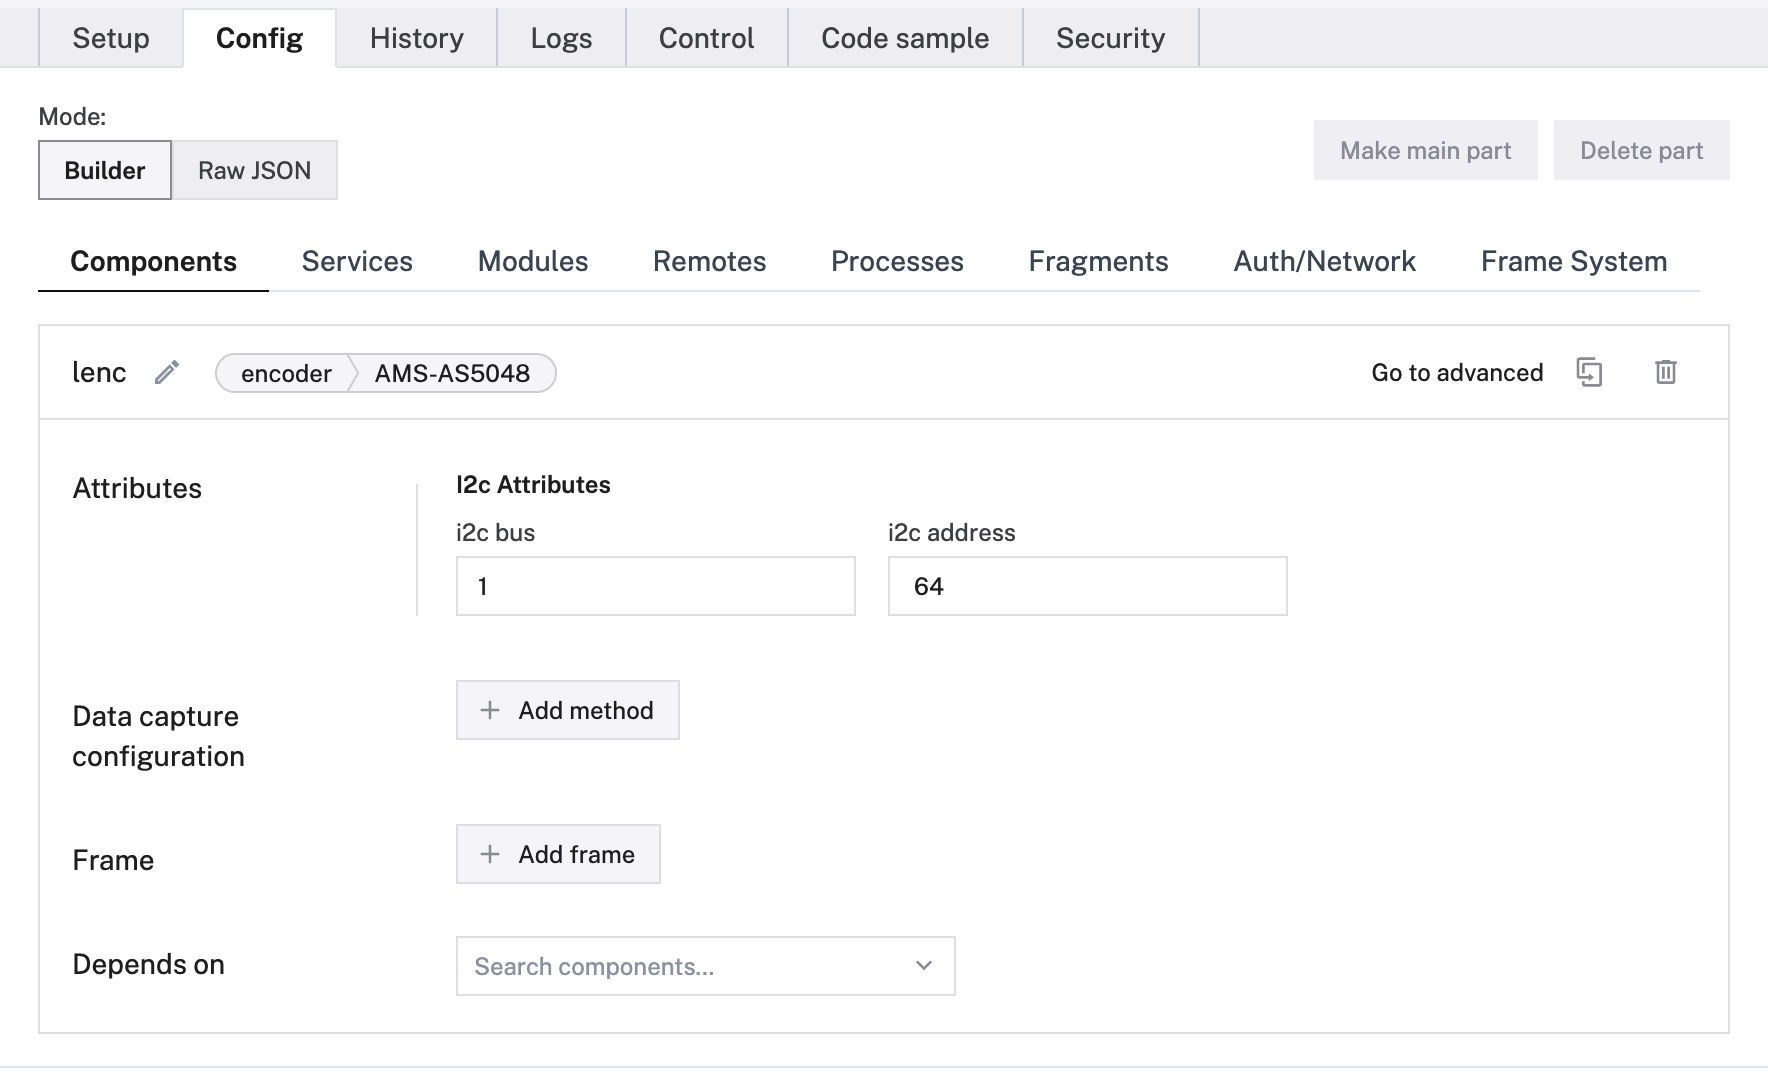 Setup Config History Logs Control Code sample Security
Mode:
Builder Raw JSON
Make main part Delete part
Components Services Modules Remotes Processes Fragments Auth/Network Frame System
lenc encoder AMS-AS5048 Go to advanced
Attributes
I2c Attributes
i2c bus i2c address
1 64
Data capture
configuration
Add method
Frame
Add frame
Depends on
Search components...